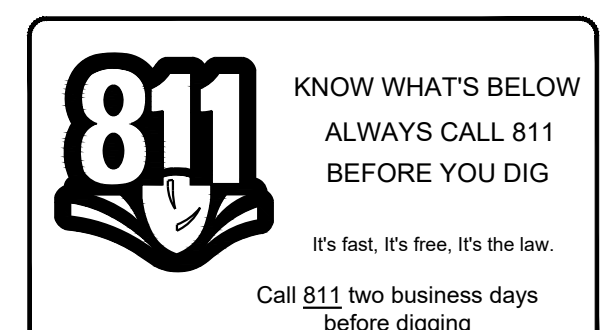 811
KNOW WHAT'S BELOW
ALWAYS CALL 811
BEFORE YOU DIG
It's fast, It's free, It's the law.
Call 811 two business days
before digging